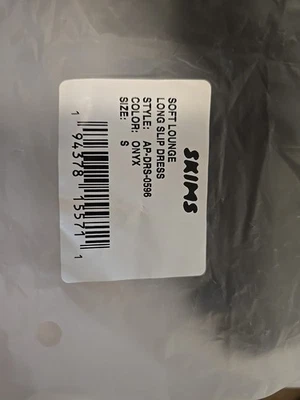 SKIMS
SOFT LOUNGE
LONG SLIP DRESS
STYLE: AP-DRS-0596
COLOR: ONYX
SIZE: S
1 94378 15571 1